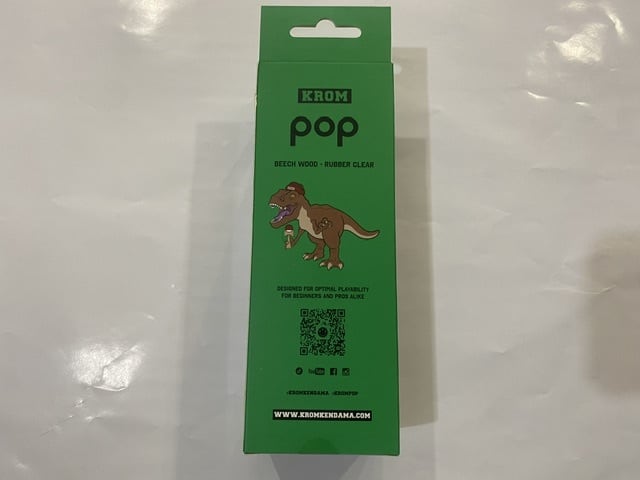 KROM
pop
BEECH WOOD - RUBBER CLEAR
DESIGNED FOR OPTIMAL PLAYABILITY
FOR BEGINNERS AND PROS ALIKE
YouTube
#KROMKENDAMA #KROMPOP
WWW.KROMKENDAMA.COM